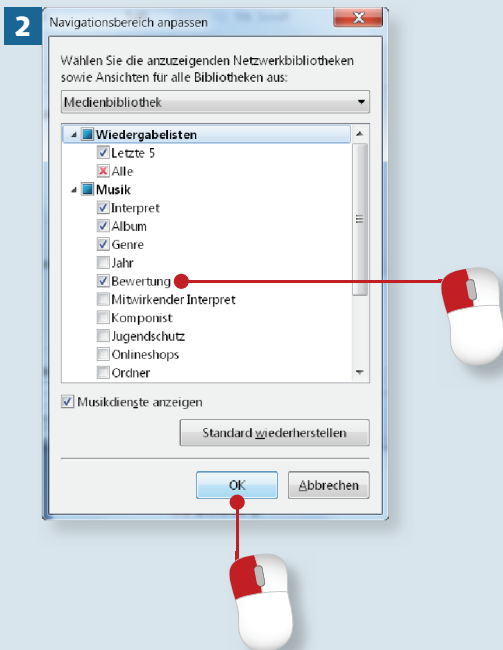 2
Navigationsbereich anpassen
Wählen Sie die anzuzeigenden Netzwerkbibliotheken
sowie Ansichten für alle Bibliotheken aus:
Medienbibliothek
Wiedergabelisten
Letzte 5
Alle
Musik
Interpret
Album
Genre
Jahr
Bewertung
Mitwirkender Interpret
Komponist
Jugendschutz
Onlineshops
Ordner
Musikdienste anzeigen
Standard wiederherstellen
OK
Abbrechen